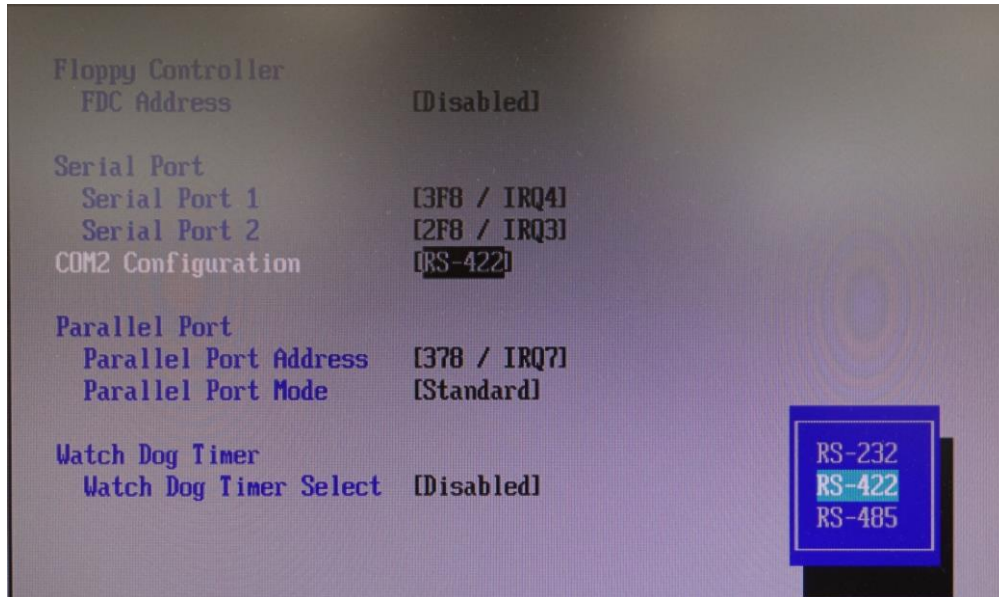 Floppy Controller
FDC Address [Disabled]
Serial Port
Serial Port 1 [3F8 / IRQ4]
Serial Port 2 [2F8 / IRQ3]
COM2 Configuration [RS-422]
Parallel Port
Parallel Port Address [378 / IRQ7]
Parallel Port Mode [Standard]
Watch Dog Timer
Watch Dog Timer Select [Disabled]
RS-232
RS-422
RS-485